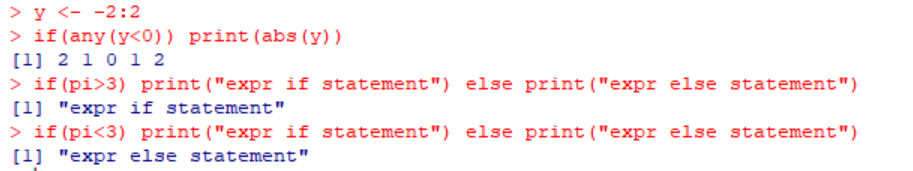 > y <- -2:2
> if(any(y<0)) print(abs(y))
[1] 2 1 0 1 2
> if(pi>3) print("expr if statement") else print("expr else statement")
[1] "expr if statement"
> if(pi<3) print("expr if statement") else print("expr else statement")
[1] "expr else statement"